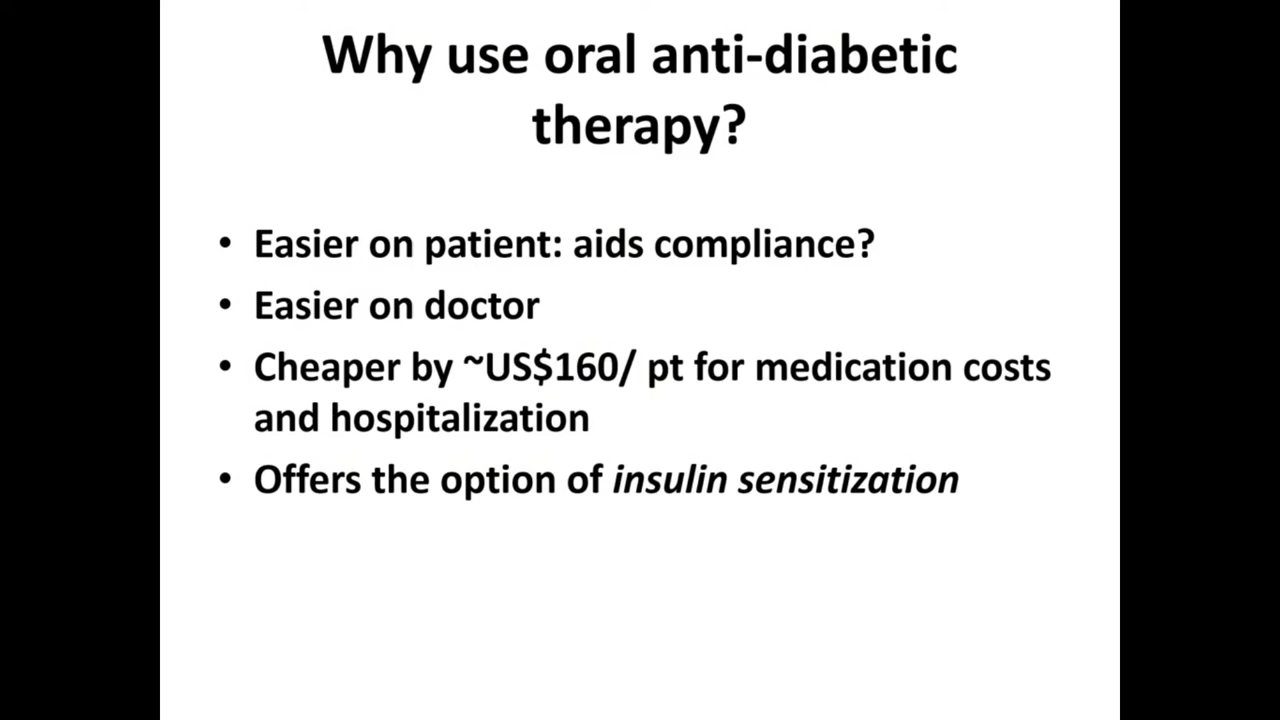 Why use oral anti-diabetic
therapy?
• Easier on patient: aids compliance?
• Easier on doctor
• Cheaper by ~US$160/ pt for medication costs
and hospitalization
• Offers the option of insulin sensitization